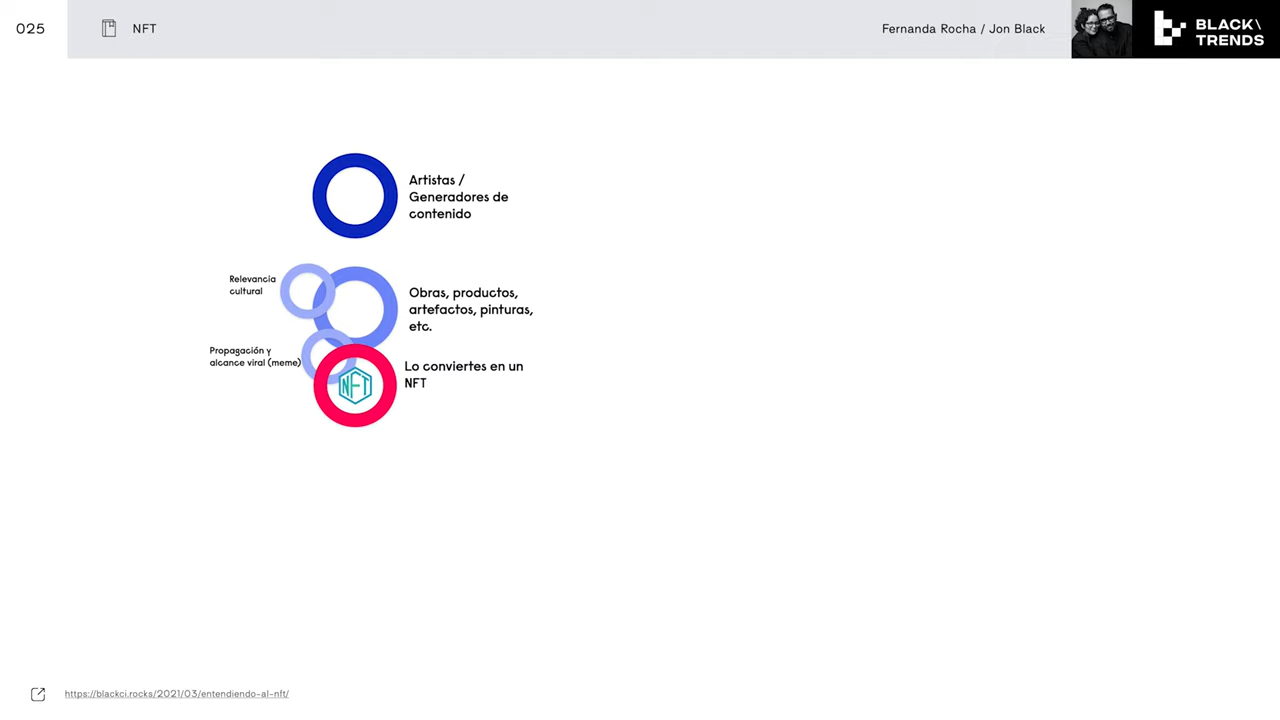 025
NFT
Fernanda Rocha / Jon Black
BLACK\
TRENDS
Artistas /
Generadores de
contenido
Relevancia
cultural
Obras, productos,
artefactos, pinturas,
etc.
Propagación y
alcance viral (meme)
Lo conviertes en un
NFT
NFT
https://blackci.rocks/2021/03/entendiendo-al-nft/